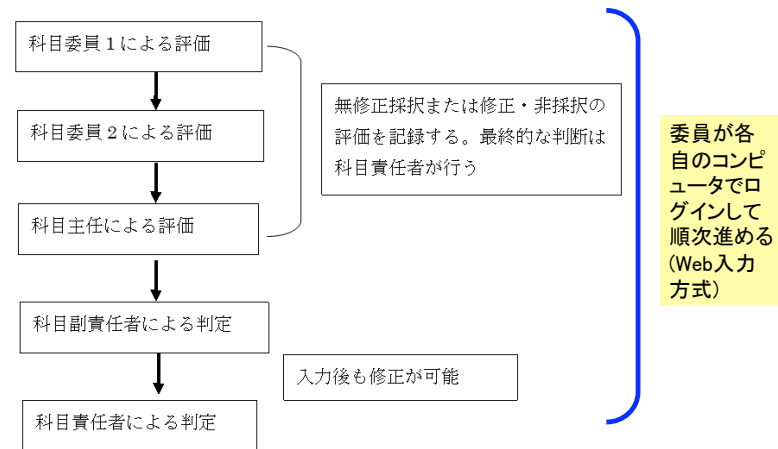 科目委員1による評価
科目委員2による評価
科目主任による評価
無修正採択または修正・非採択の
評価を記録する。最終的な判断は
科目責任者が行う
科目副責任者による判定
入力後も修正が可能
科目責任者による判定
委員が各
自のコンピ
ュータでロ
グインして
順次進める
(Web入力
方式)